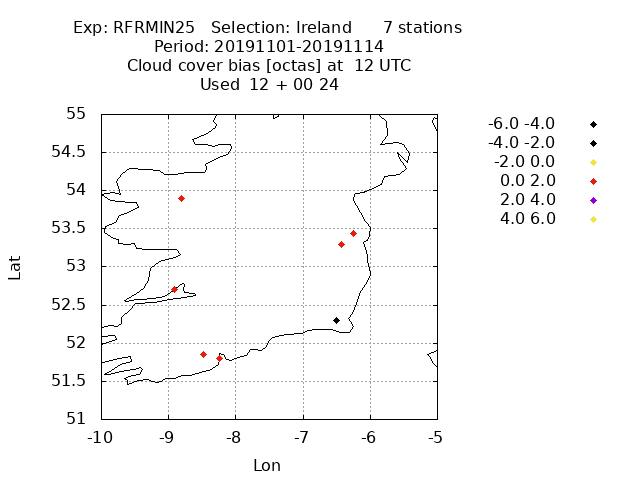 Exp: RFRMIN25   Selection: Ireland      7 stations
Period: 20191101-20191114
Cloud cover bias [octas] at  12 UTC
Used  12 + 00 24
-6.0 -4.0
-4.0 -2.0
-2.0 0.0
0.0 2.0
2.0 4.0
4.0 6.0
55
54.5
54
53.5
53
52.5
52
51.5
51
Lat
-10 -9 -8 -7 -6 -5
Lon